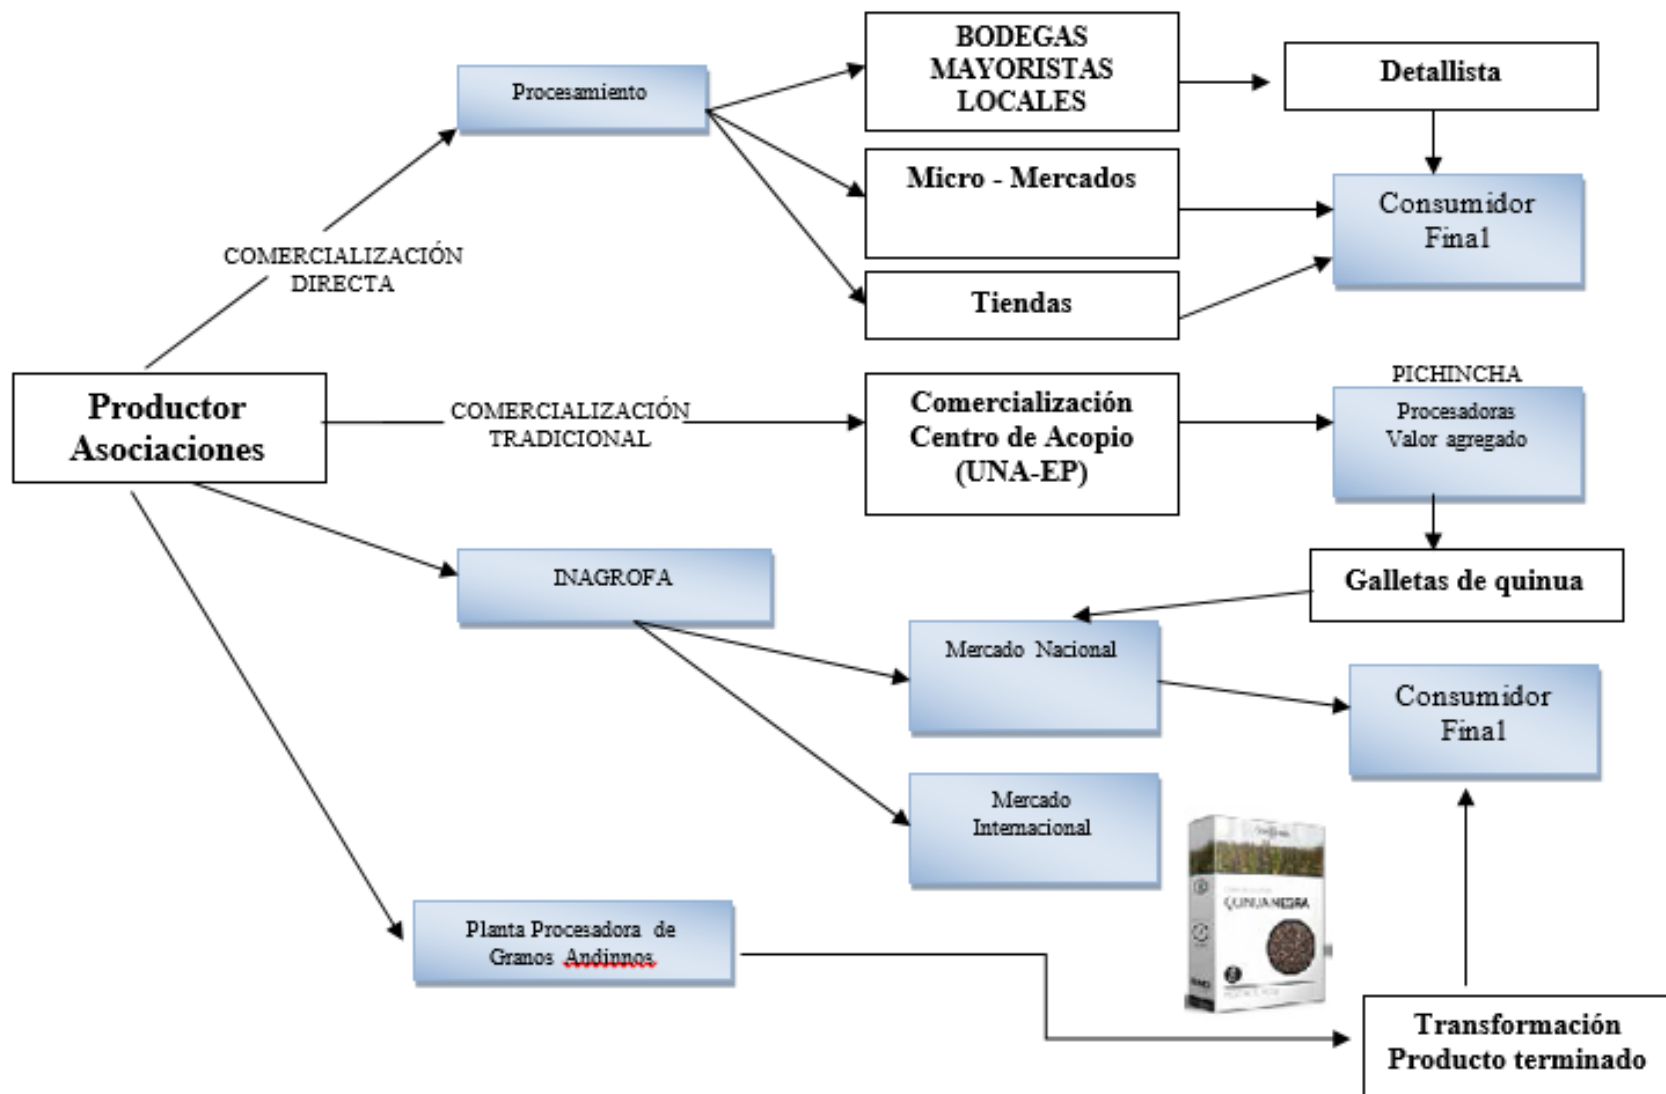 BODEGAS
MAYORISTAS
LOCALES
Detallista
Procesamiento
Micro - Mercados
Consumidor
Final
COMERCIALIZACIÓN
DIRECTA
Tiendas
Productor
Asociaciones
COMERCIALIZACIÓN
TRADICIONAL
Comercialización
Centro de Acopio
(UNA-EP)
PICHINCHA
Procesadoras
Valor agregado
INAGROFA
Galletas de quinua
Mercado Nacional
Consumidor
Final
Mercado
Internacional
QUINUA NEGRA
Planta Procesadora de
Granos Andinnos
Transformación
Producto terminado